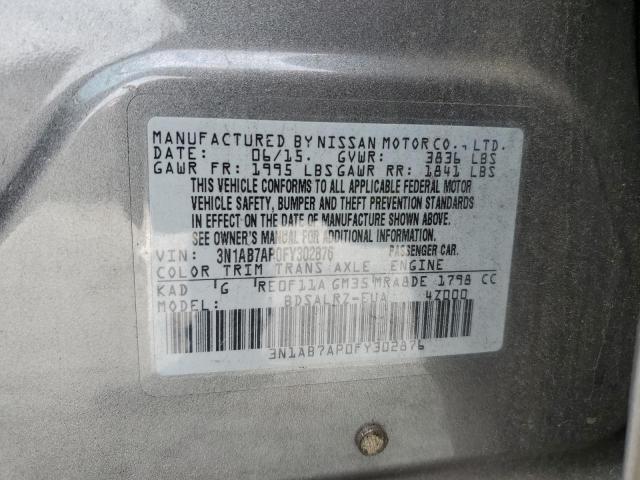 MANUFACTURED BY NISSAN MOTOR CO., LTD.
DATE: 06/15. GVWR: 3836 LBS
GAWR FR: 1995 LBS GAWR RR: 1841 LBS
THIS VEHICLE CONFORMS TO ALL APPLICABLE FEDERAL MOTOR
VEHICLE SAFETY, BUMPER AND THEFT PREVENTION STANDARDS
IN EFFECT ON THE DATE OF MANUFACTURE SHOWN ABOVE.
SEE OWNER'S MANUAL FOR ADDITIONAL INFORMATION.
VIN: 3N1AB7AP0FY302876 PASSENGER CAR.
COLOR TRIM TRANS AXLE ENGINE
KAD G RE0F11A GM35 MRA8DE 1798 CC
BDSALRZ-EUA 4Z000
3N1AB7AP0FY302876